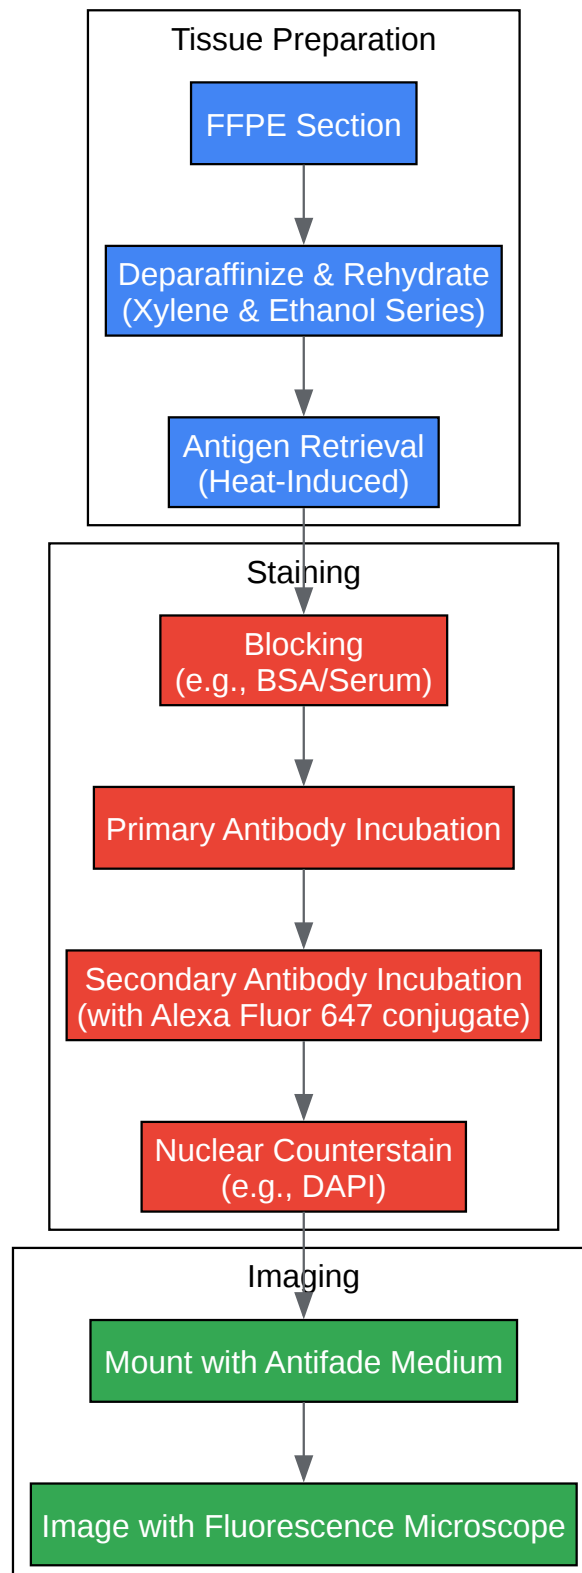 Tissue Preparation
FFPE Section
Deparaffinize & Rehydrate
(Xylene & Ethanol Series)
Antigen Retrieval
(Heat-Induced)
Staining
Blocking
(e.g., BSA/Serum)
Primary Antibody Incubation
Secondary Antibody Incubation
(with Alexa Fluor 647 conjugate)
Nuclear Counterstain
(e.g., DAPI)
Imaging
Mount with Antifade Medium
Image with Fluorescence Microscope